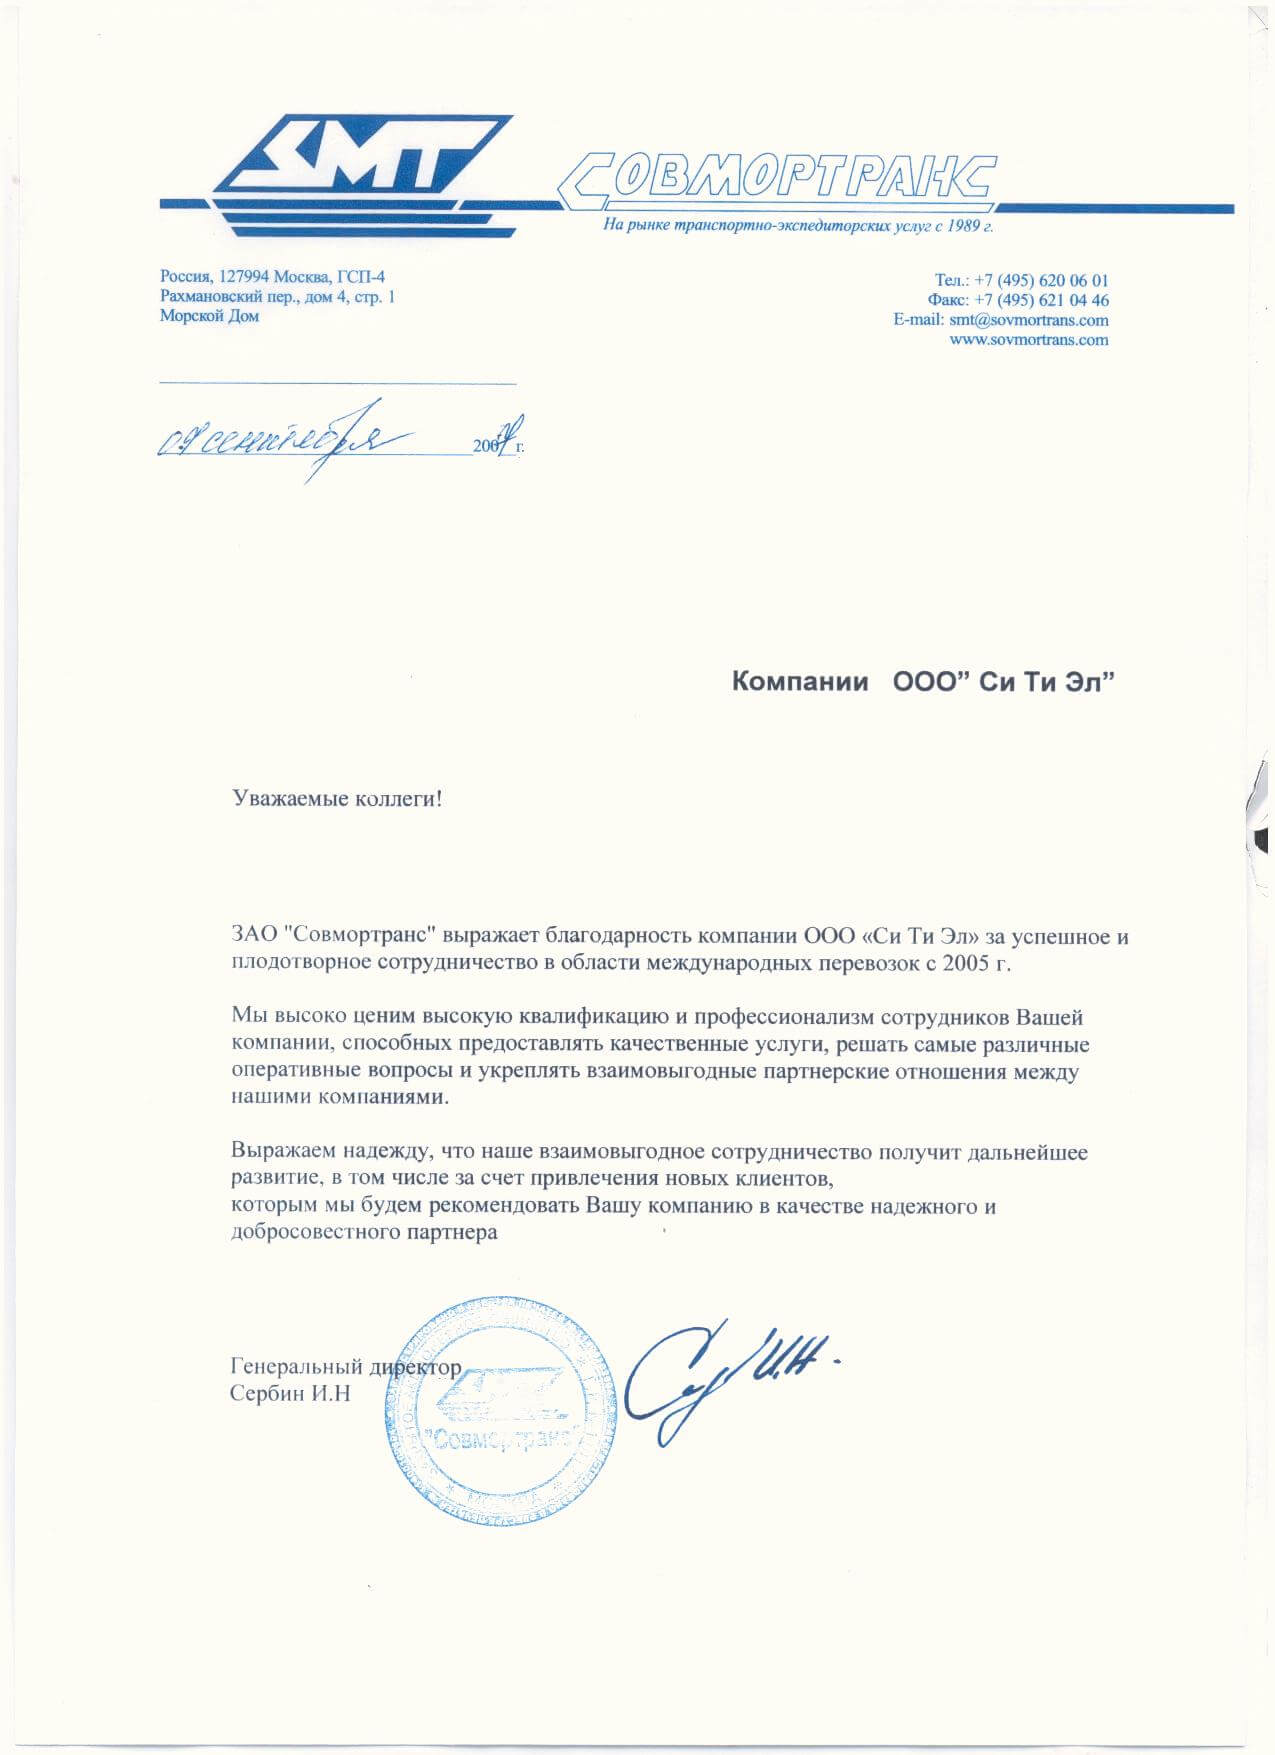 SMT
СОВМОРТРАНС
На рынке транспортно-экспедиторских услуг с 1989 г.
Россия, 127994 Москва, ГСП-4
Рахмановский пер., дом 4, стр. 1
Морской Дом
Тел.: +7 (495) 620 06 01
Факс: +7 (495) 621 04 46
E-mail: smt@sovmortrans.com
www.sovmortrans.com
сентября 200 г.
Компании ООО” Си Ти Эл”
Уважаемые коллеги!
ЗАО "Совмортранс" выражает благодарность компании ООО «Си Ти Эл» за успешное и
плодотворное сотрудничество в области международных перевозок с 2005 г.
Мы высоко ценим высокую квалификацию и профессионализм сотрудников Вашей
компании, способных предоставлять качественные услуги, решать самые различные
оперативные вопросы и укреплять взаимовыгодные партнерские отношения между
нашими компаниями.
Выражаем надежду, что наше взаимовыгодное сотрудничество получит дальнейшее
развитие, в том числе за счет привлечения новых клиентов,
которым мы будем рекомендовать Вашу компанию в качестве надежного и
добросовестного партнера
Генеральный директор
Сербин И.Н
"Совмортранс"
* МОСКВА *